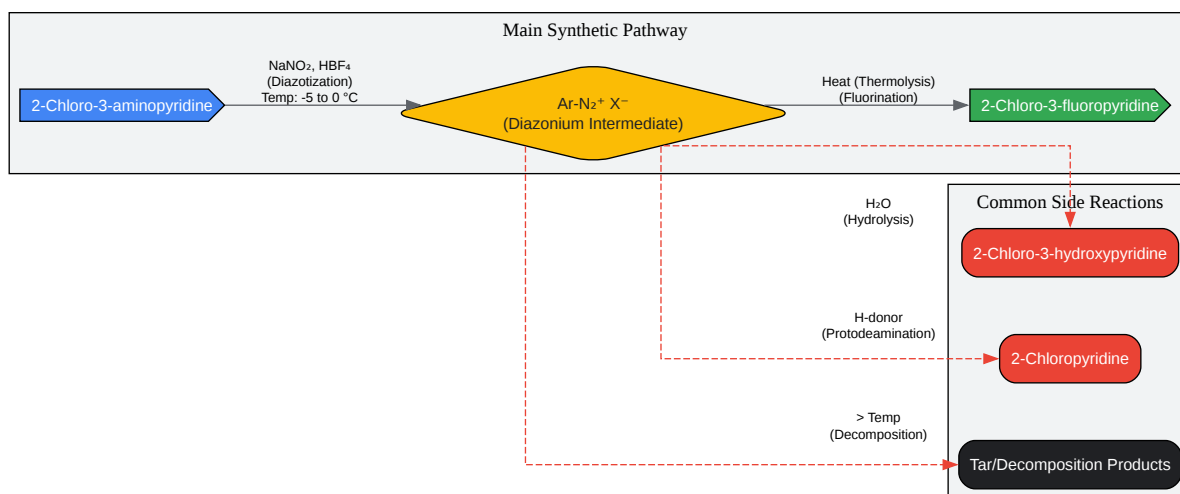 Main Synthetic Pathway
2-Chloro-3-aminopyridine
NaNO₂, HBF₄
(Diazotization)
Temp: -5 to 0 °C
Ar-N₂⁺ X⁻
(Diazonium Intermediate)
Heat (Thermolysis)
(Fluorination)
2-Chloro-3-fluoropyridine
Common Side Reactions
H₂O
(Hydrolysis)
2-Chloro-3-hydroxypyridine
H-donor
(Protodeamination)
2-Chloropyridine
> Temp
(Decomposition)
Tar/Decomposition Products